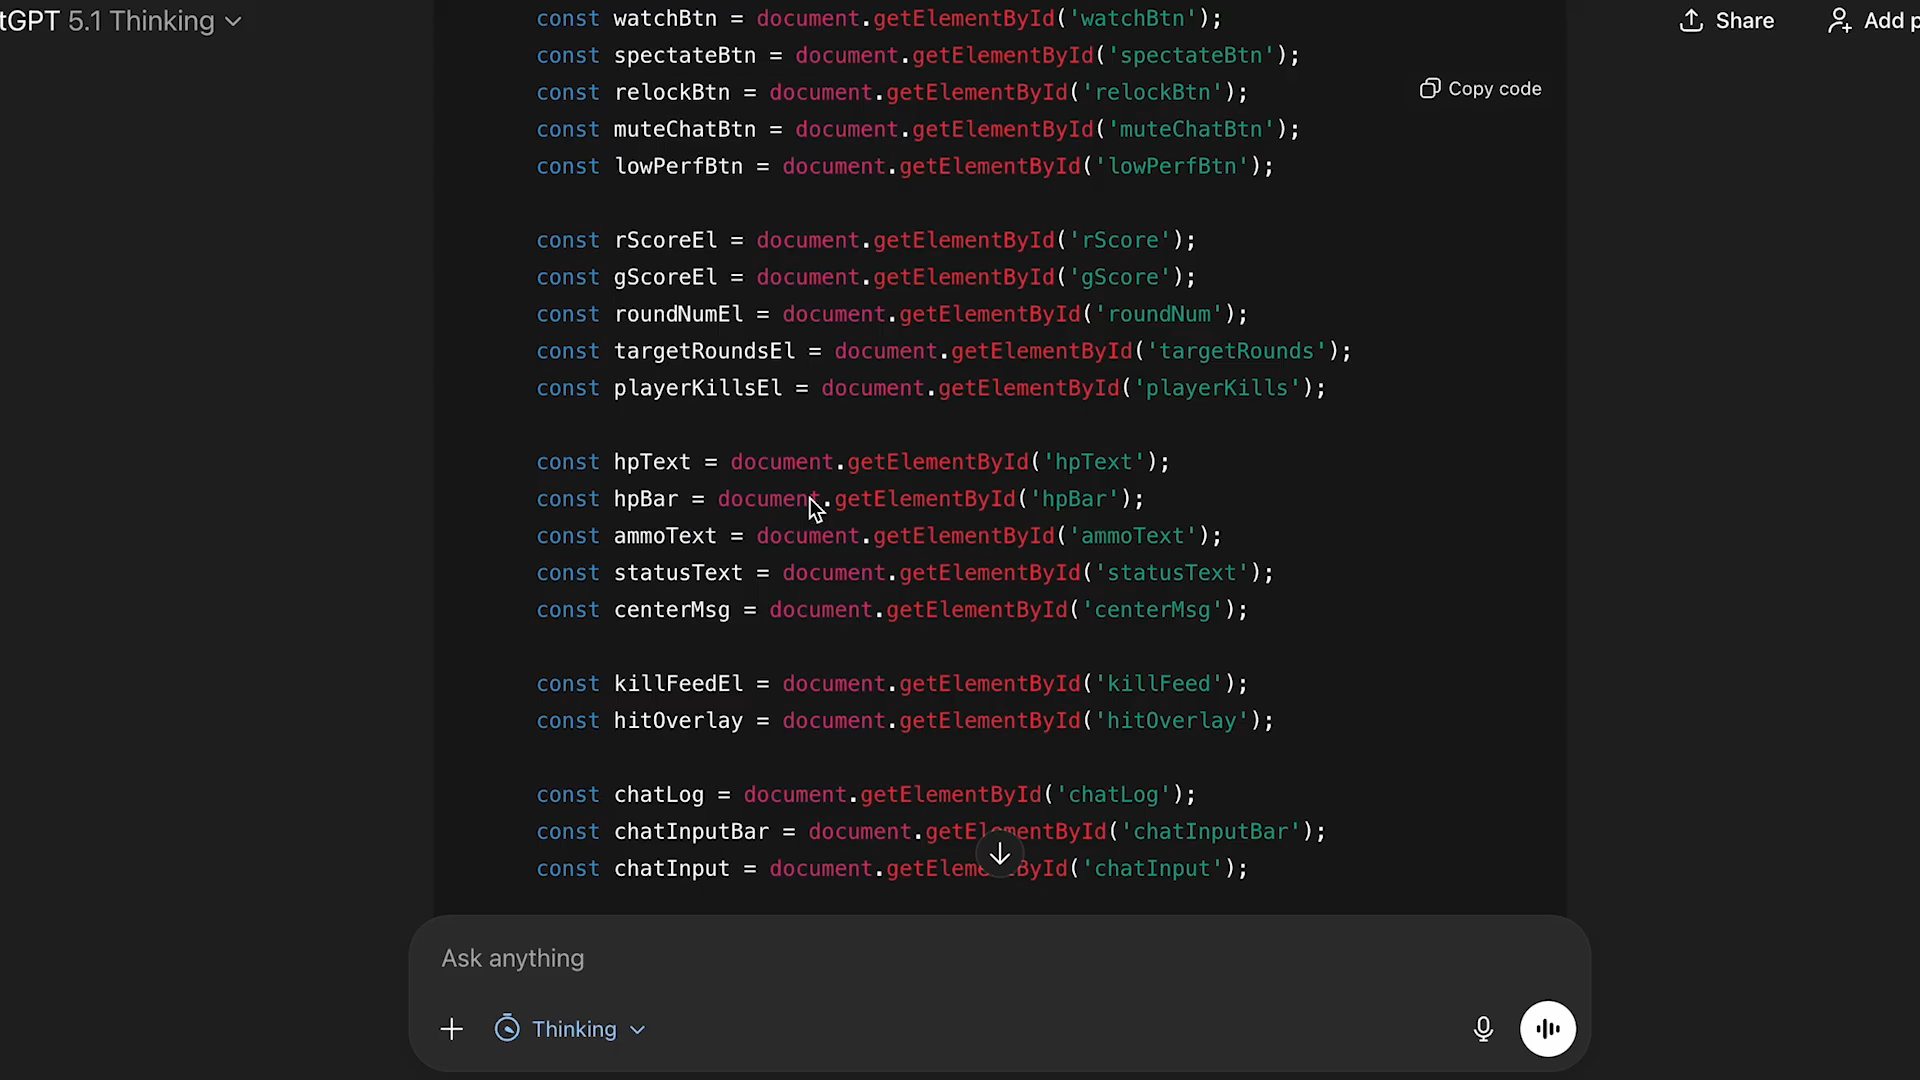 tGPT 5.1 Thinking
Share
Add p
const watchBtn = document.getElementById('watchBtn');
const spectateBtn = document.getElementById('spectateBtn');
Copy code
const relockBtn = document.getElementById('relockBtn');
const muteChatBtn = document.getElementById('muteChatBtn');
const lowPerfBtn = document.getElementById('lowPerfBtn');
const rScoreEl = document.getElementById('rScore');
const gScoreEl = document.getElementById('gScore');
const roundNumEl = document.getElementById('roundNum');
const targetRoundsEl = document.getElementById('targetRounds');
const playerKillsEl = document.getElementById('playerKills');
const hpText = document.getElementById('hpText');
const hpBar = document.getElementById('hpBar');
const ammoText = document.getElementById('ammoText');
const statusText = document.getElementById('statusText');
const centerMsg = document.getElementById('centerMsg');
const killFeedEl = document.getElementById('killFeed');
const hitOverlay = document.getElementById('hitOverlay');
const chatLog = document.getElementById('chatLog');
const chatInputBar = document.getElementById('chatInputBar');
const chatInput = document.getElementById('chatInput');
Ask anything
Thinking